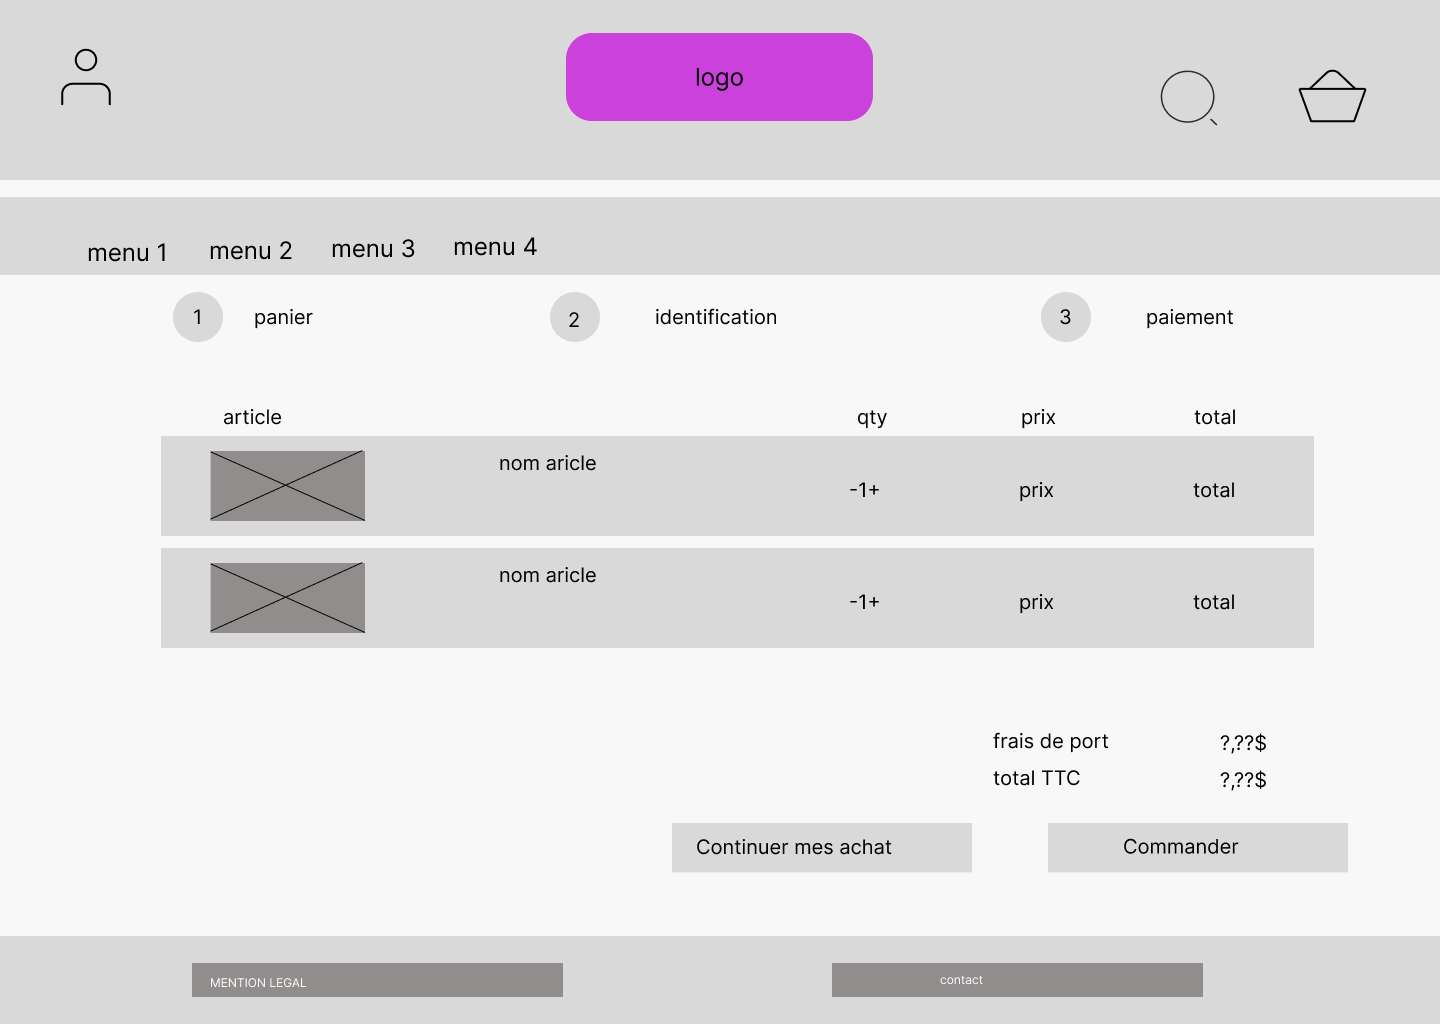 logo
menu 1 menu 2 menu 3 menu 4
1 panier 2 identification 3 paiement
article qty prix total
nom aricle
-1+ prix total
nom aricle
-1+ prix total
frais de port ?,??$
total TTC ?,??$
Continuer mes achat Commander
MENTION LEGAL contact